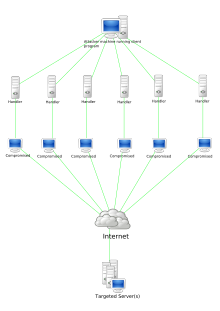 Attacker machine running client
program
Handler
Handler
Handler
Handler
Handler
Handler
Compromised
Compromised
Compromised
Compromised
Compromised
Compromised
Internet
Targeted Server(s)